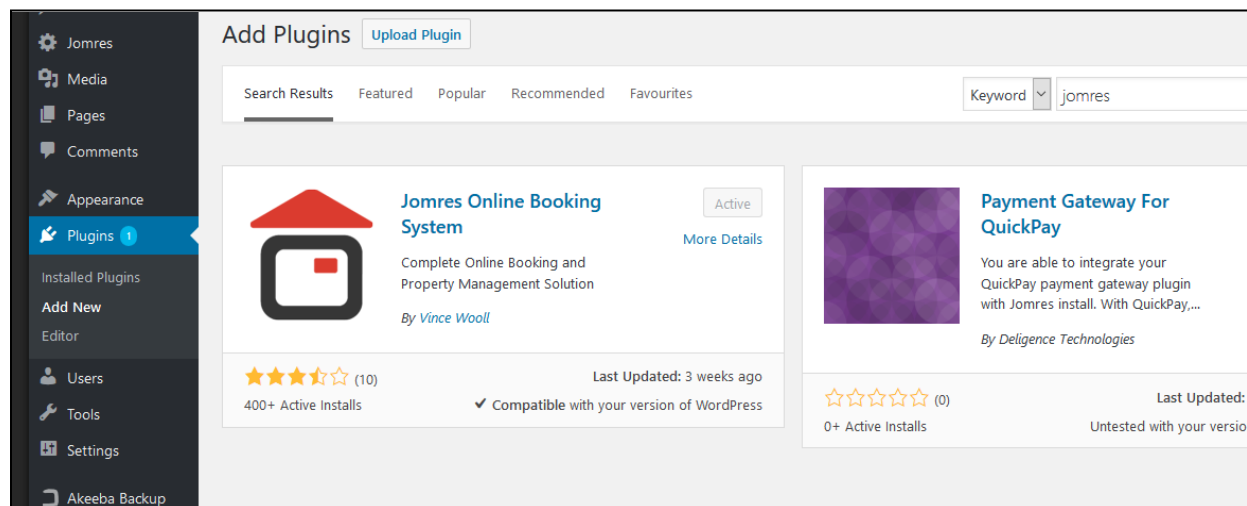 Jomres
Media
Pages
Comments
Appearance
Plugins 1
Installed Plugins
Add New
Editor
Users
Tools
Settings
Akeeba Backup
Add Plugins Upload Plugin
Search Results Featured Popular Recommended Favourites Keyword jomres
Jomres Online Booking
System
Active
More Details
Complete Online Booking and
Property Management Solution
By Vince Wooll
(10)
Last Updated: 3 weeks ago
400+ Active Installs
Compatible with your version of WordPress
Payment Gateway For
QuickPay
You are able to integrate your
QuickPay payment gateway plugin
with Jomres install. With QuickPay,...
By Deligence Technologies
(0)
Last Updated:
0+ Active Installs
Untested with your versio